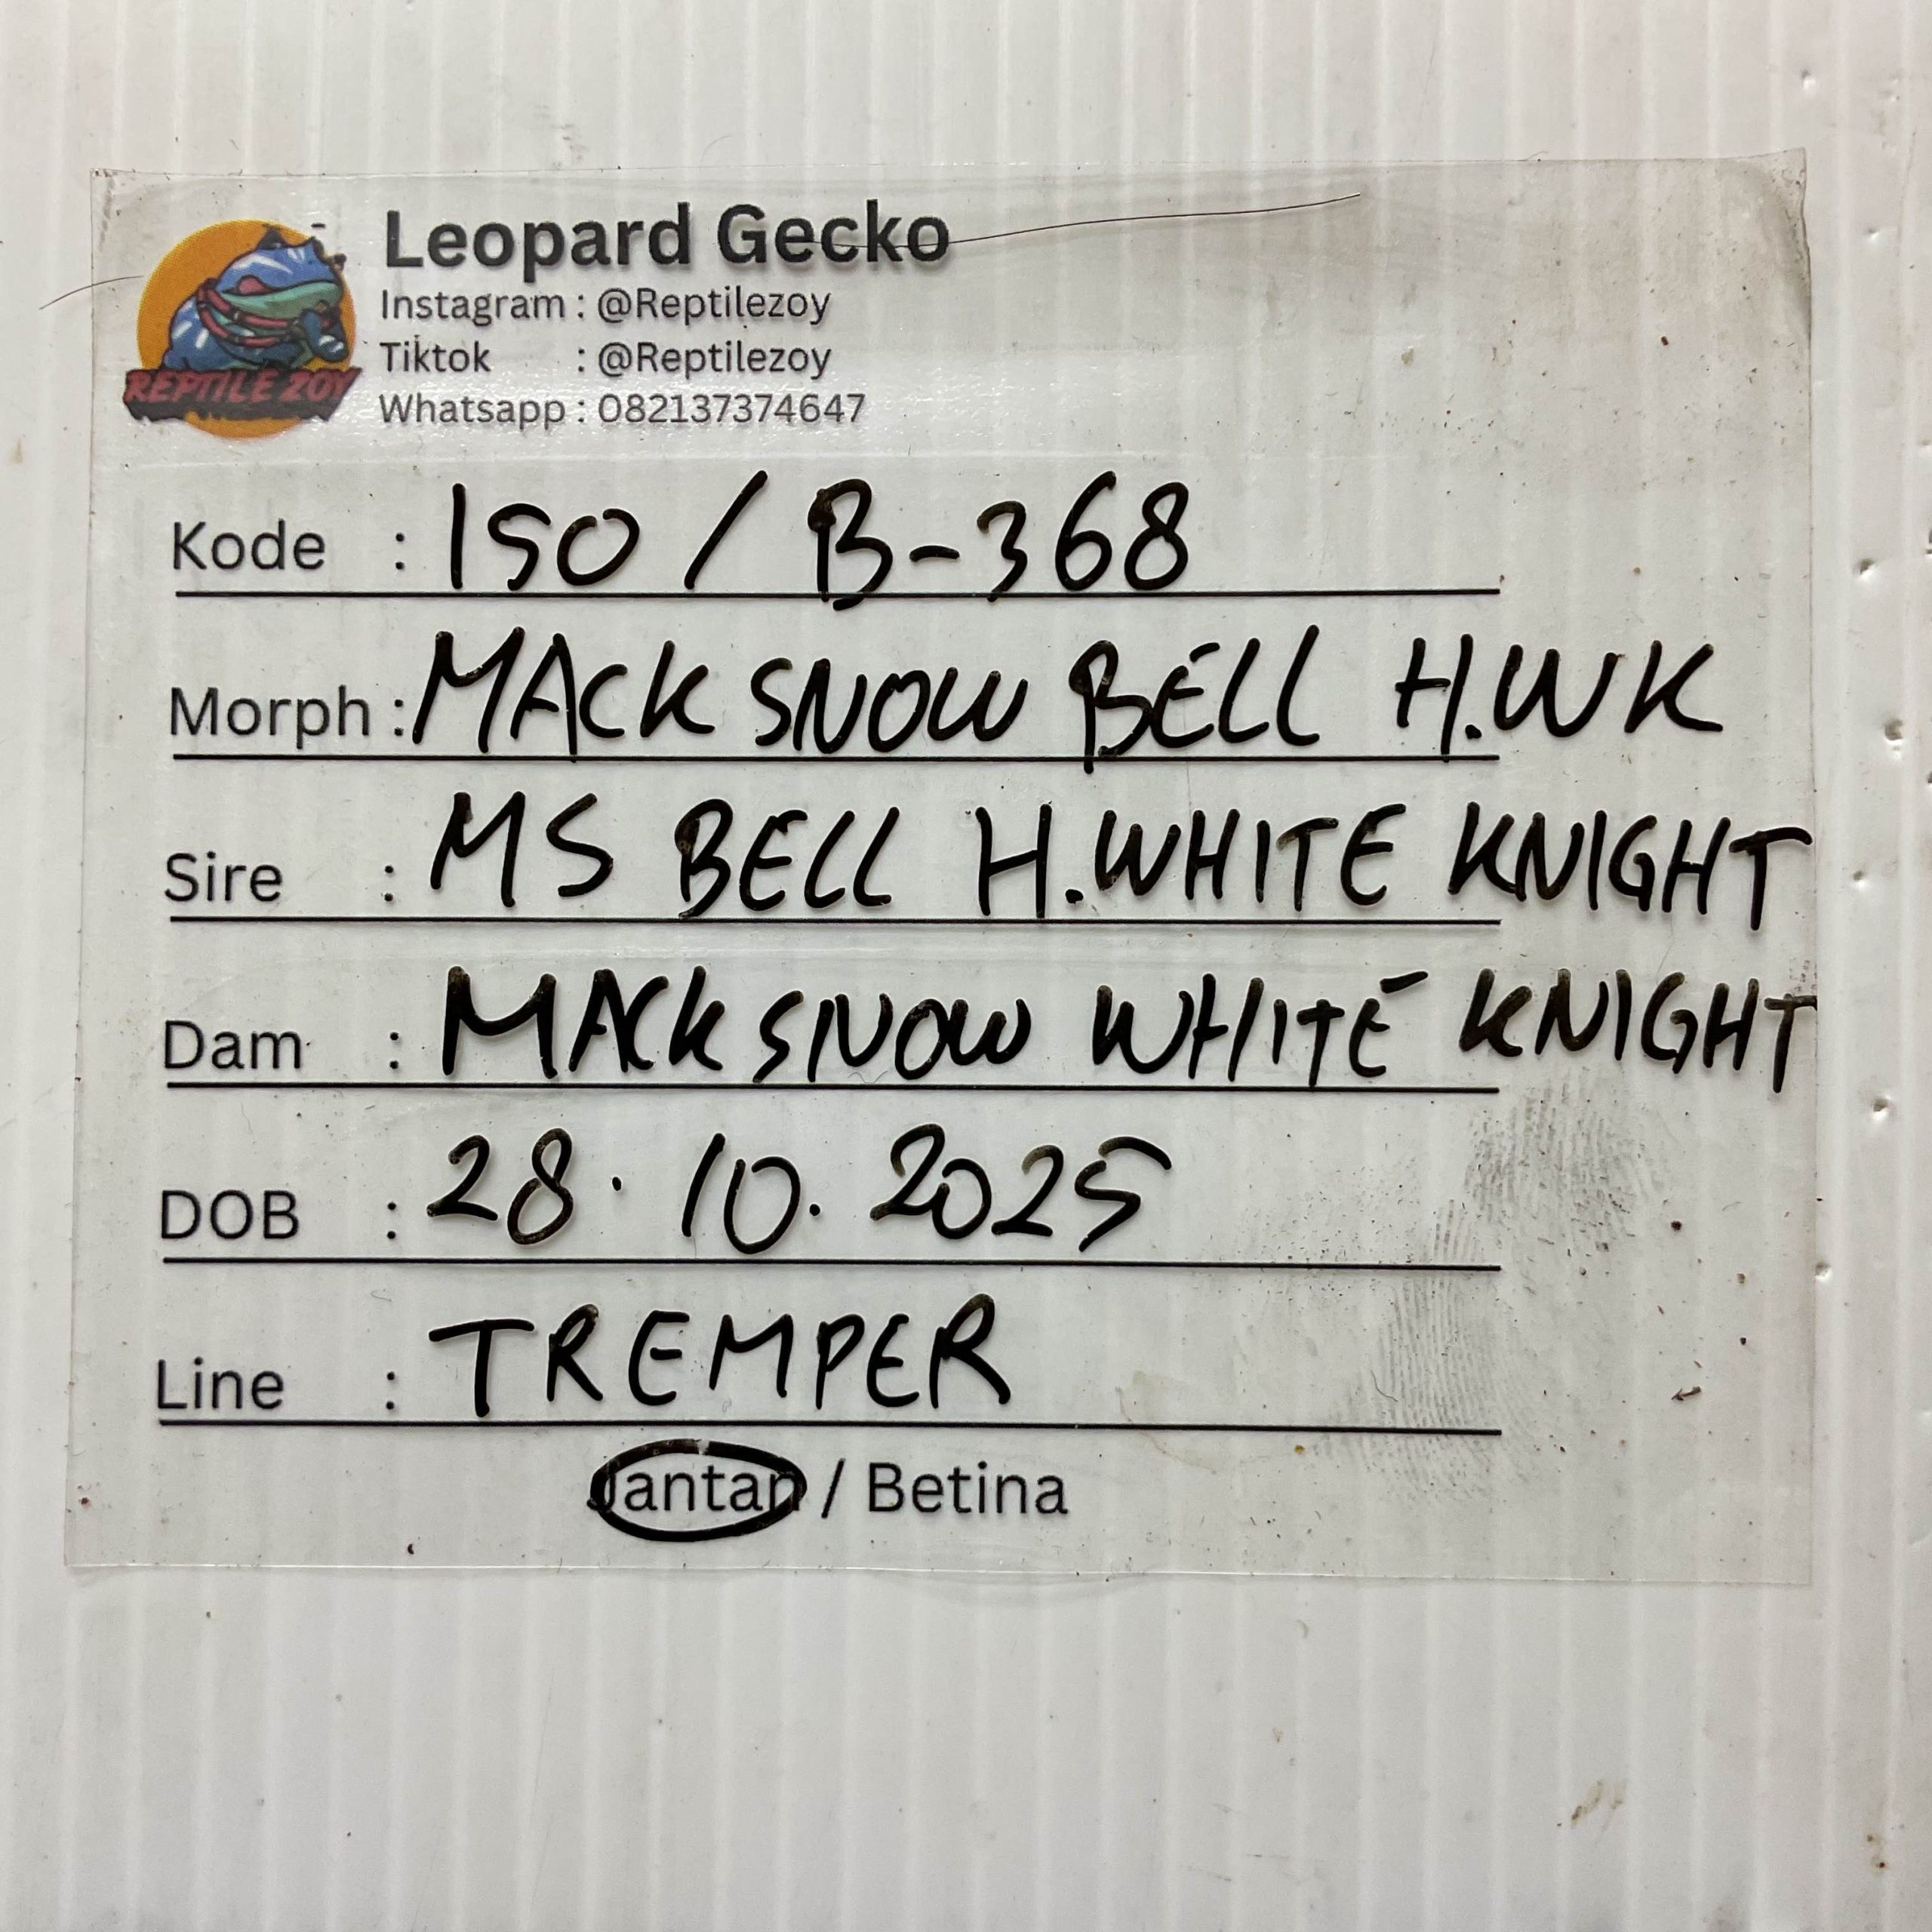 REPTILE ZOY
Leopard Gecko
Instagram : @Reptilezoy
Tiktok : @Reptilezoy
Whatsapp : 082137374647
Kode : 150 / B-368
Morph : MACK SNOW BELL H.WK
Sire : MS BELL H.WHITE KNIGHT
Dam : MACK SNOW WHITE KNIGHT
DOB : 28.10.2025
Line : TREMPER
Jantan / Betina